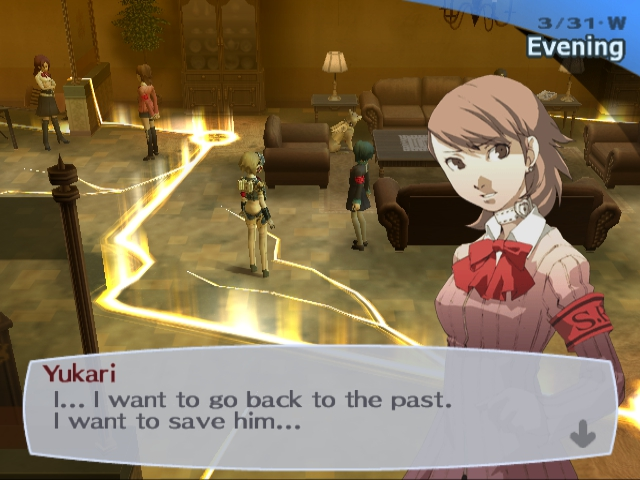 3/31·W
Evening
Yukari
I... I want to go back to the past.
I want to save him...
S.